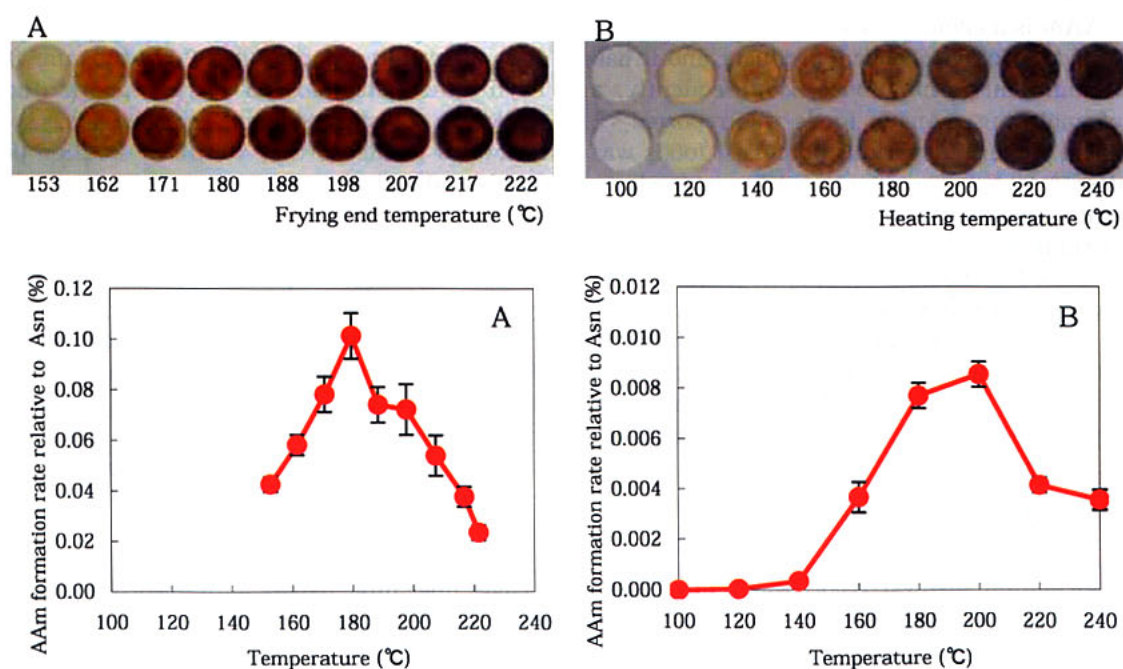 A
153 162 171 180 188 198 207 217 222
Frying end temperature (℃)
B
100 120 140 160 180 200 220 240
Heating temperature (℃)
AAm formation rate relative to Asn (%)
0.12
0.10
0.08
0.06
0.04
0.02
0.00
A
100 120 140 160 180 200 220 240
Temperature (℃)
AAm formation rate relative to Asn (%)
0.012
0.010
0.008
0.006
0.004
0.002
0.000
B
100 120 140 160 180 200 220 240
Temperature (℃)